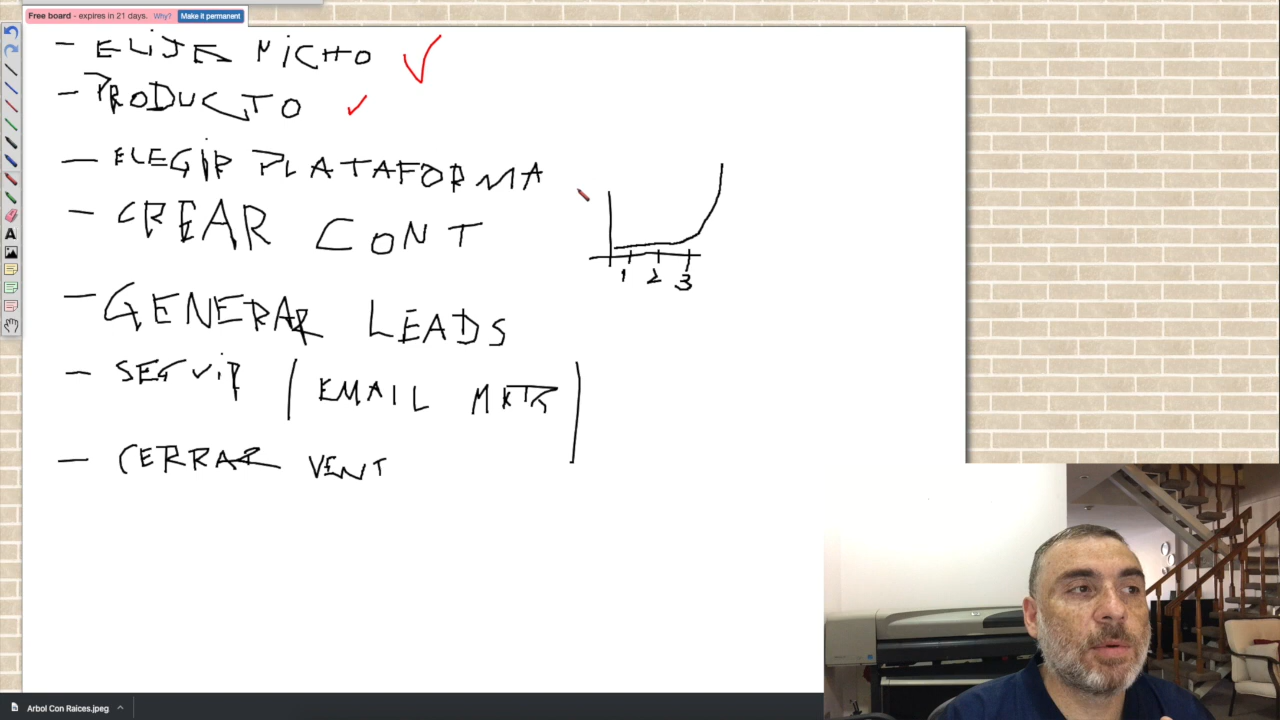 Free board - expires in 21 days. Why? Make it permanent
- ELIJE NICHO
- PRODUCTO
- ELEGIR PLATAFORMA
- CREAR CONT
1 2 3
- GENERAR LEADS
- SEGUIR | EMAIL MKTG |
- CERRAR VENT
A
Arbol Con Raices.jpeg